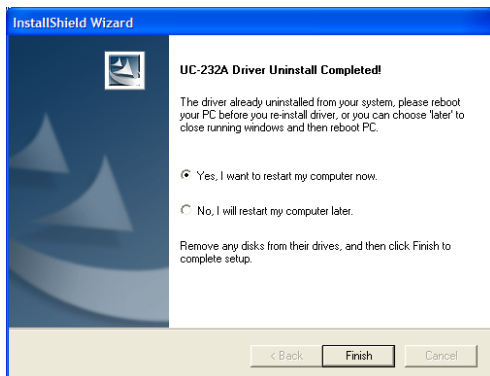 InstallShield Wizard
UC-232A Driver Uninstall Completed!
The driver already uninstalled from your system, please reboot
your PC before you re-install driver, or you can choose 'later' to
close running windows and then reboot PC.
Yes, I want to restart my computer now.
No, I will restart my computer later.
Remove any disks from their drives, and then click Finish to
complete setup.
< Back Finish Cancel